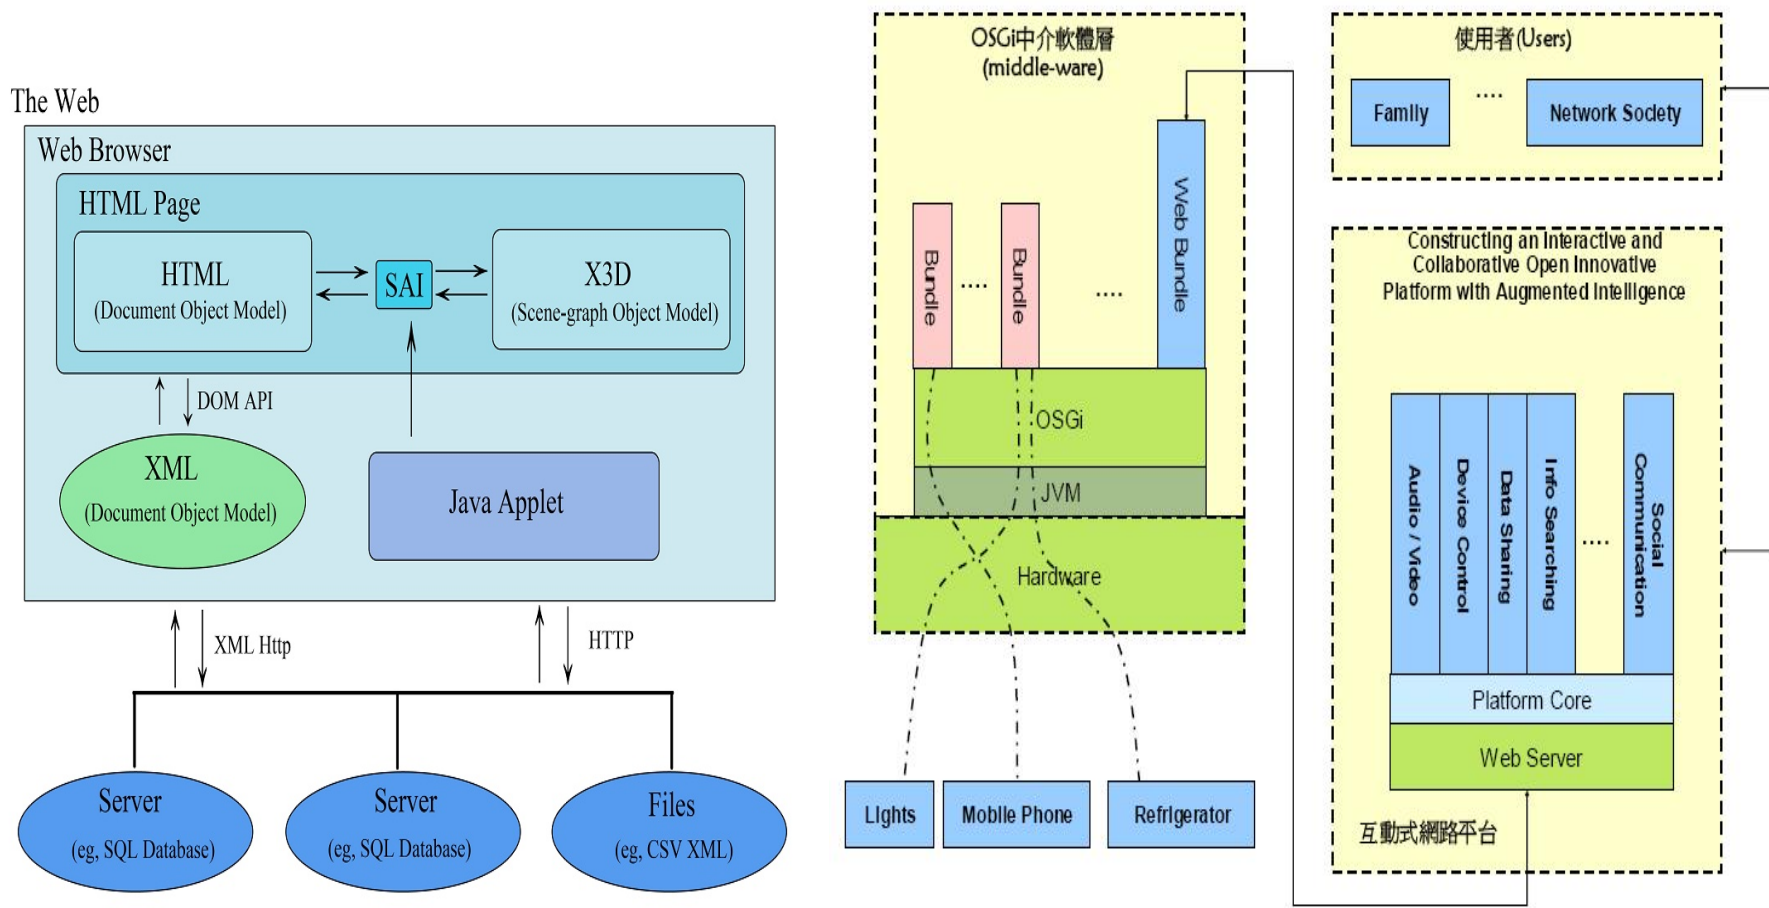 The Web
Web Browser
HTML Page
HTML
(Document Object Model)
SAI
X3D
(Scene-graph Object Model)
DOM API
XML
(Document Object Model)
Java Applet
XML Http
HTTP
Server
(eg, SQL Database)
Server
(eg, SQL Database)
Files
(eg, CSV XML)
OSGi中介軟體層
(middle-ware)
Bundle
....
Bundle
....
Web Bundle
OSGi
JVM
Hardware
Lights
Mobile Phone
Refrigerator
使用者(Users)
Family
....
Network Society
Constructing an Interactive and
Collaborative Open Innovative
Platform with Augmented Intelligence
Audio / Video
Device Control
Data Sharing
Info Searching
....
Social
Communication
Platform Core
Web Server
互動式網路平台